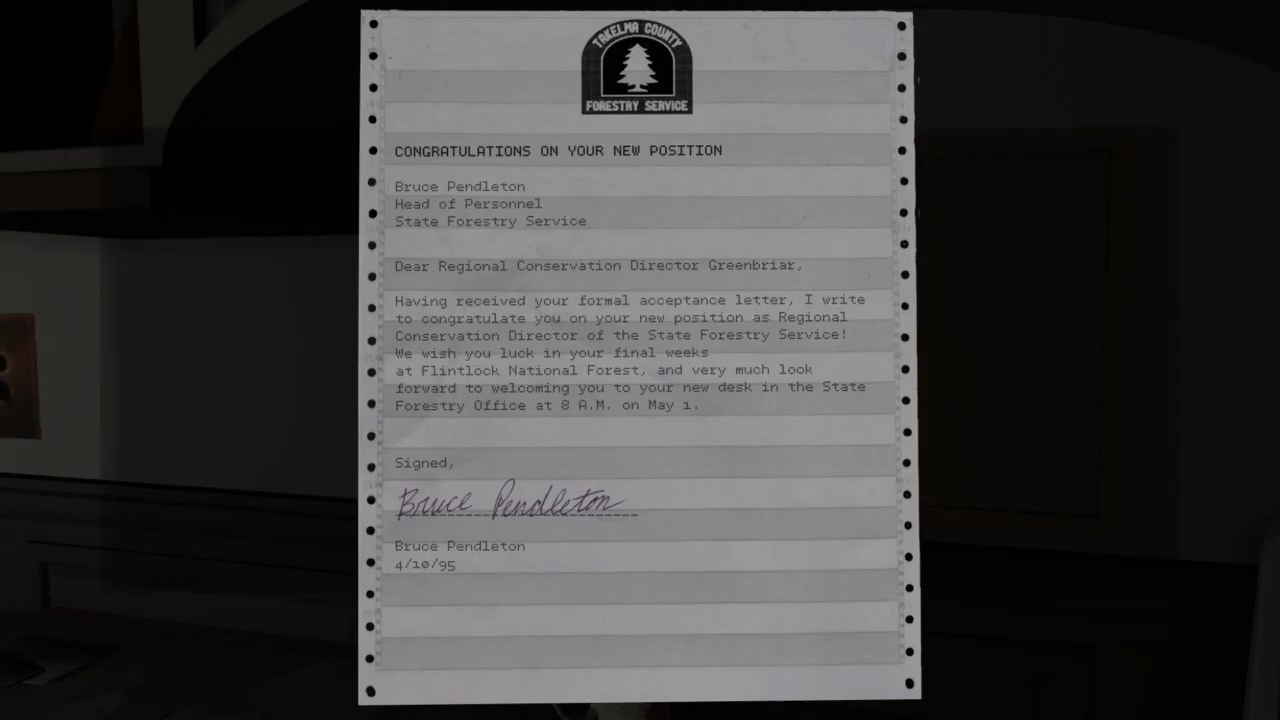 TAKELMA COUNTY
FORESTRY SERVICE
CONGRATULATIONS ON YOUR NEW POSITION
Bruce Pendleton
Head of Personnel
State Forestry Service
Dear Regional Conservation Director Greenbriar,
Having received your formal acceptance letter, I write
to congratulate you on your new position as Regional
Conservation Director of the State Forestry Service!
We wish you luck in your final weeks
at Flintlock National Forest, and very much look
forward to welcoming you to your new desk in the State
Forestry Office at 8 A.M. on May 1.
Signed,
Bruce Pendleton
Bruce Pendleton
4/10/95